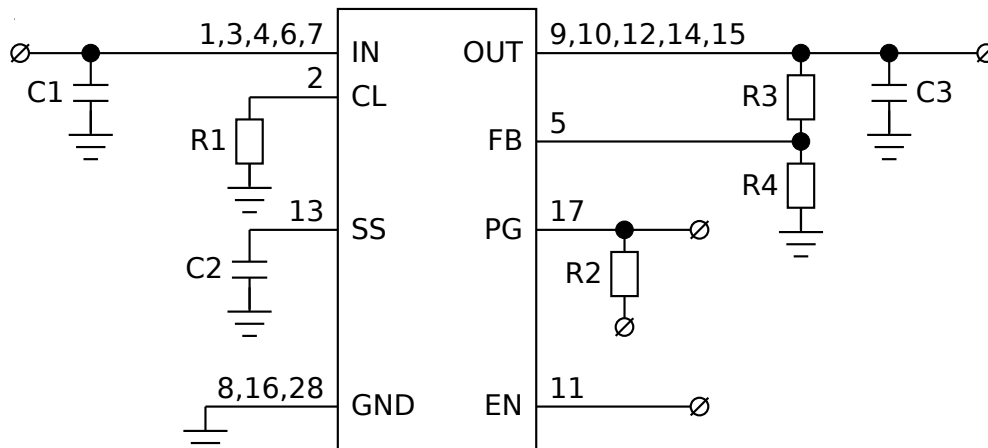 1,3,4,6,7
IN
OUT
9,10,12,14,15
C1
2
CL
R3
C3
R1
FB
5
R4
13
SS
PG
17
C2
R2
8,16,28
GND
EN
11